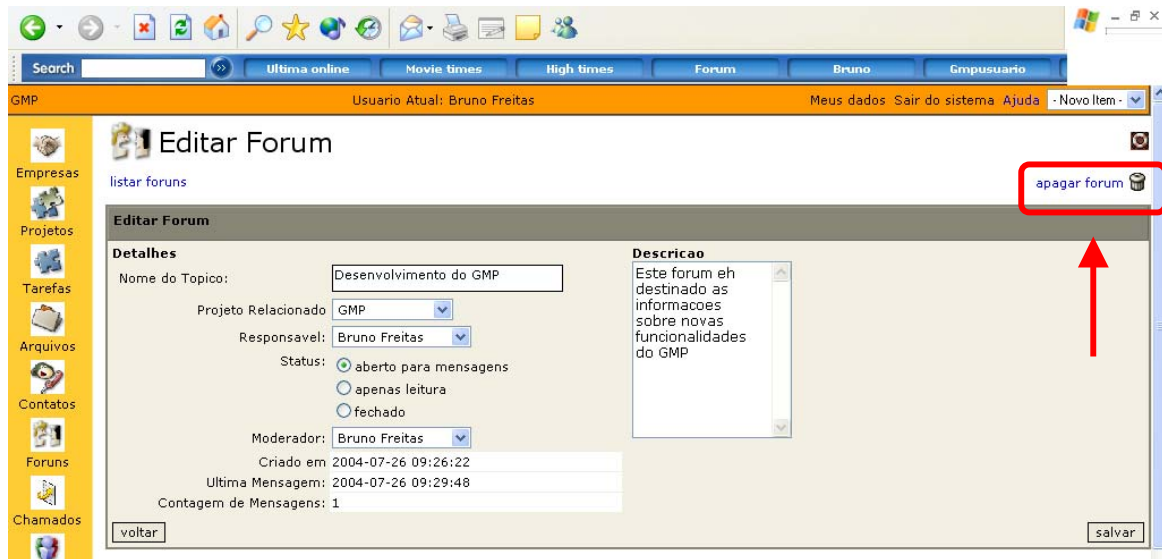 Search Ultima online Movie times High times Forum Bruno Gmpusuario
GMP Usuario Atual: Bruno Freitas Meus dados Sair do sistema Ajuda - Novo Item -
Editar Forum
listar foruns apagar forum
Empresas
Projetos
Tarefas
Arquivos
Contatos
Foruns
Chamados
Editar Forum
Detalhes
Nome do Topico: Desenvolvimento do GMP
Projeto Relacionado GMP
Responsavel: Bruno Freitas
Status: aberto para mensagens
apenas leitura
fechado
Moderador: Bruno Freitas
Criado em 2004-07-26 09:26:22
Ultima Mensagem: 2004-07-26 09:29:48
Contagem de Mensagens: 1
Descricao
Este forum eh
destinado as
informacoes
sobre novas
funcionalidades
do GMP
voltar salvar